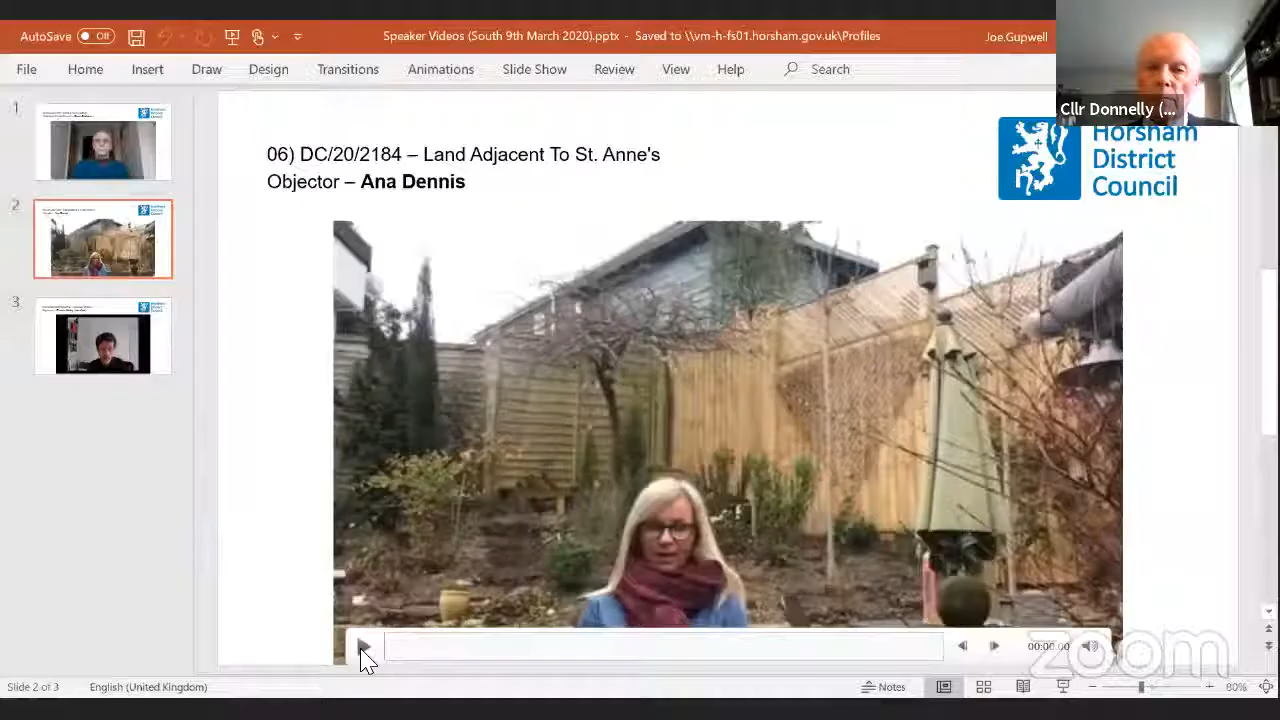 AutoSave Off
Speaker Videos (South 9th March 2020).pptx - Saved to \\vm-h-fs01.horsham.gov.uk\Profiles
Joe.Gupwell
File Home Insert Draw Design Transitions Animations Slide Show Review View Help Search
Cllr Donnelly (...
1
2
3
06) DC/20/2184 – Land Adjacent To St. Anne's
Objector – Ana Dennis
Horsham
District
Council
00:00.00
zoom
Slide 2 of 3
English (United Kingdom)
Notes
80%